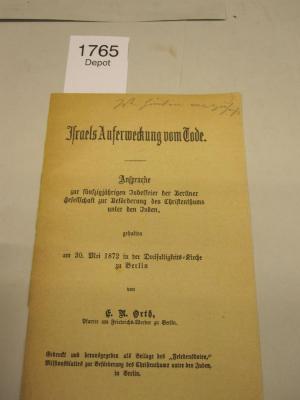 1765
Depot
Israels Auferweckung vom Tode.
Ansprache
zur fünfzigjährigen Jubelfeier der Berliner
Gesellschaft zur Beförderung des Christenthums
unter den Juden,
gehalten
am 30. Mai 1872 in der Dreifaltigkeits-Kirche
zu Berlin
von
Pfarrer am Friedrichs-Werder zu Berlin.
Gedruckt und herausgegeben als Beilage des „Friedensboten,"
Missionsblattes zur Beförderung des Christenthums unter den Juden,
in Berlin.